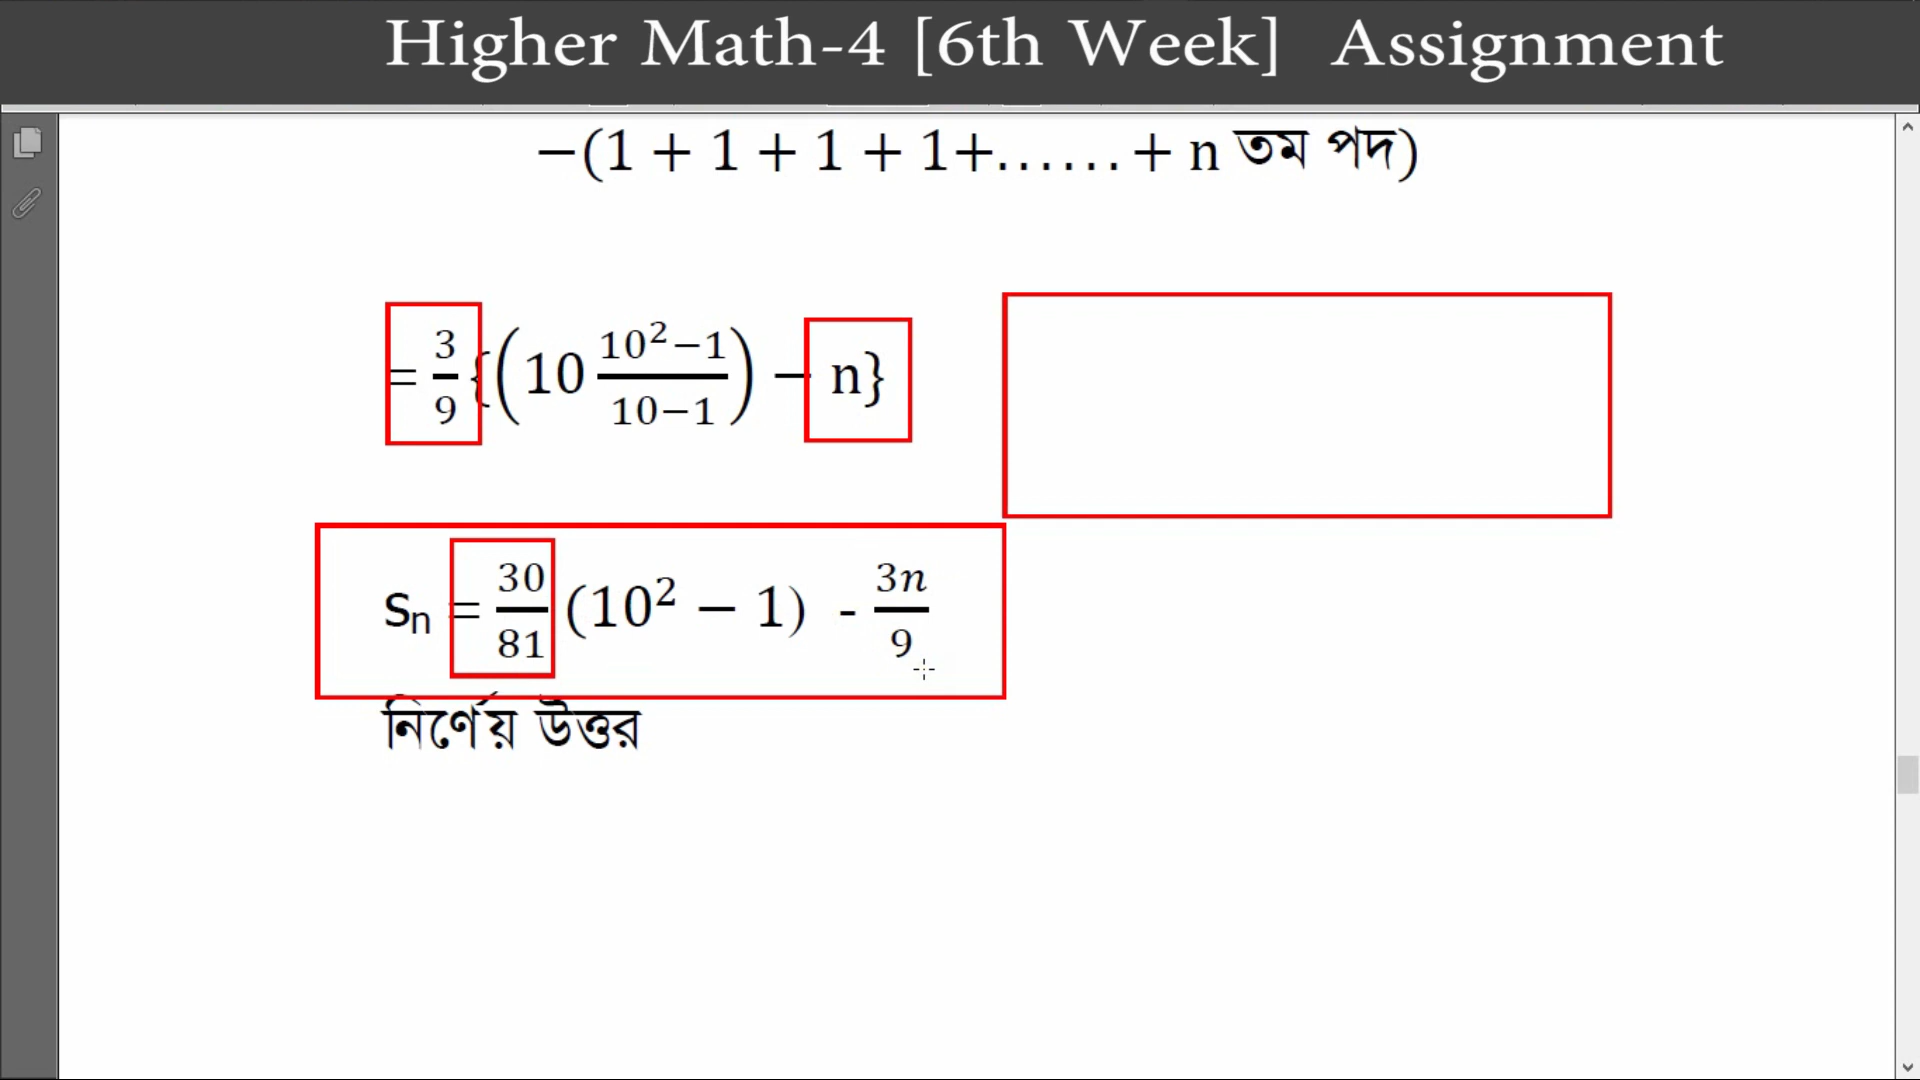 Higher Math-4 [6th Week] Assignment
−(1 + 1 + 1 + 1+...... + n তম পদ)
= 3/9 {(10 (10² −1)/(10−1)) − n}
sₙ = 30/81 (10² − 1) - 3n/9
নির্ণেয় উত্তর